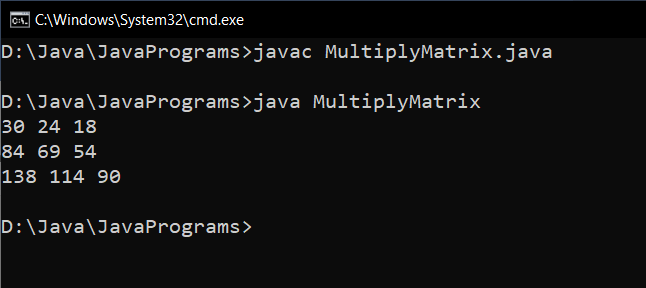 C:\Windows\System32\cmd.exe
D:\Java\JavaPrograms>javac MultiplyMatrix.java
D:\Java\JavaPrograms>java MultiplyMatrix
30 24 18
84 69 54
138 114 90
D:\Java\JavaPrograms>